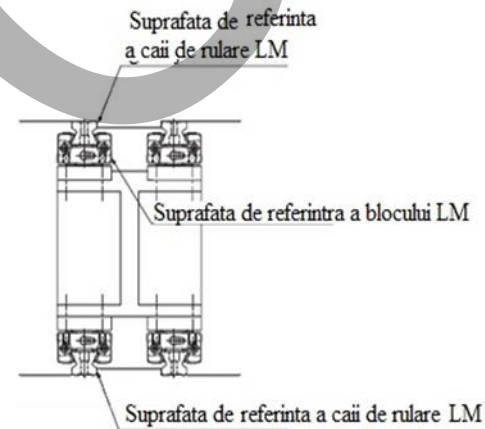 Suprafata de referinta
a caii de rulare LM
Suprafata de referintra a blocului LM
Suprafata de referinta a caii de rulare LM